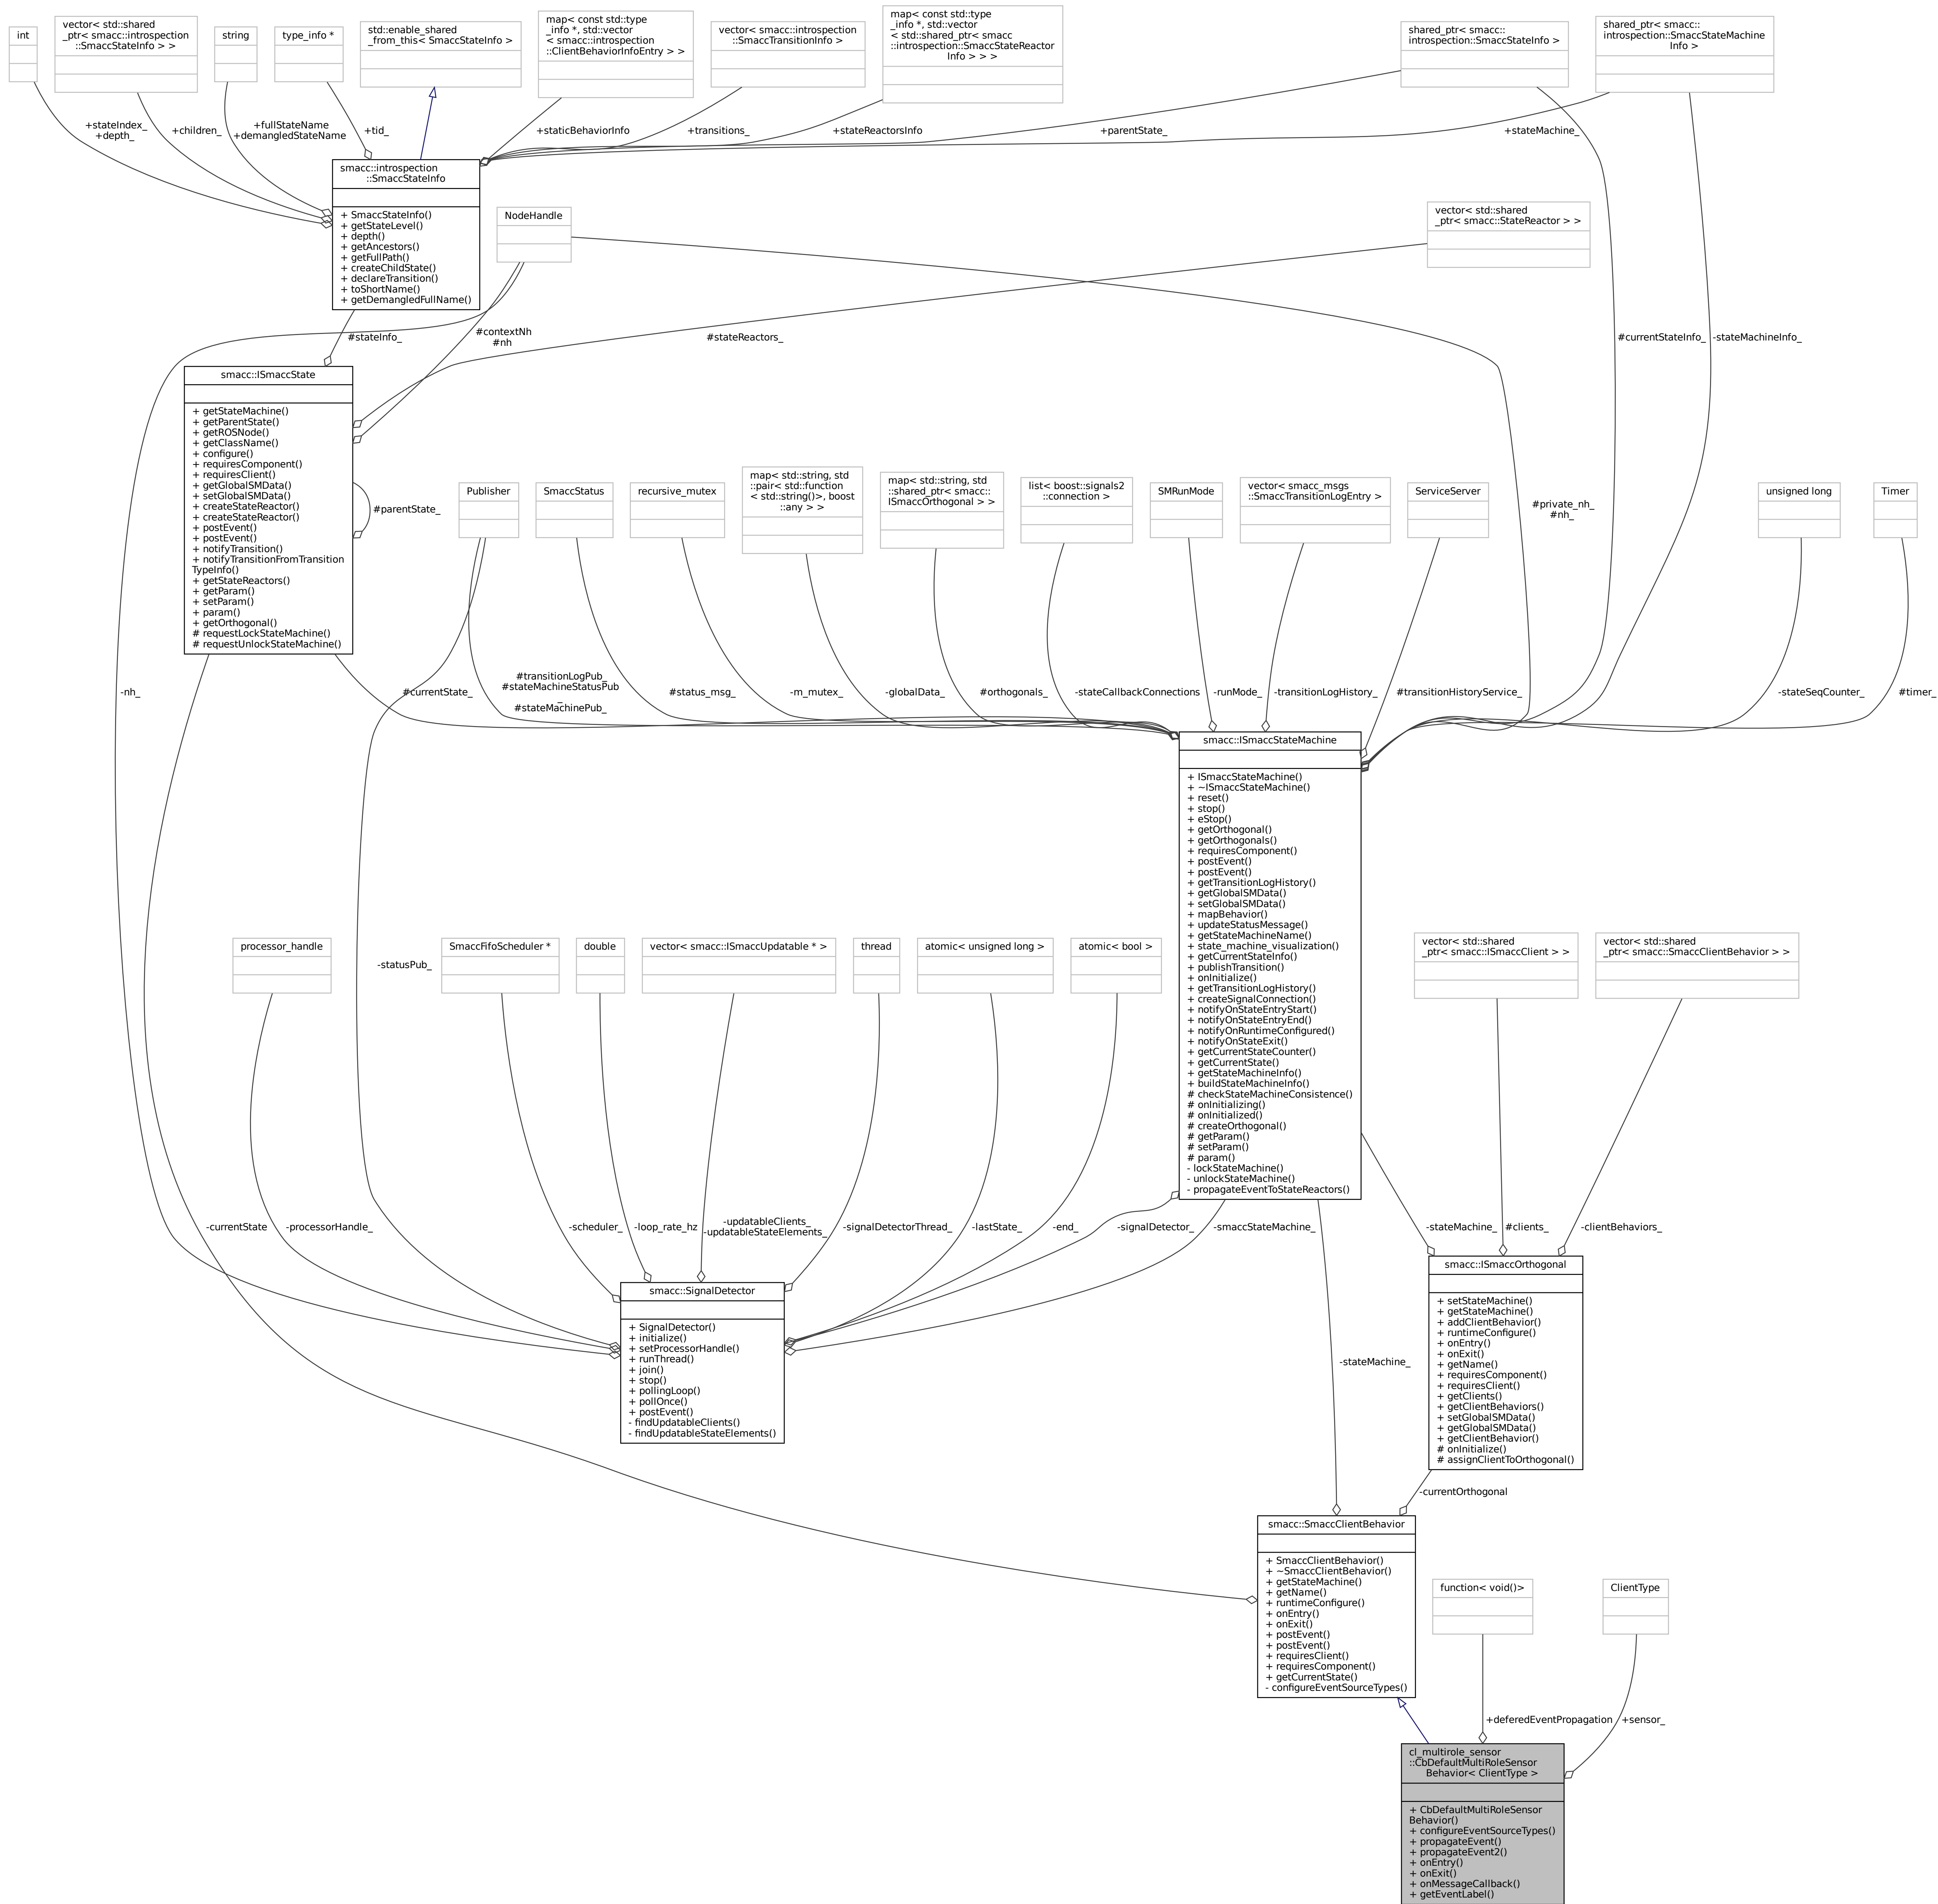 int
vector< std::shared
_ptr< smacc::introspection
::SmaccStateInfo > >
string
type_info *
std::enable_shared
_from_this< SmaccStateInfo >
map< const std::type
_info *, std::vector
< smacc::introspection
::ClientBehaviorInfoEntry > >
vector< smacc::introspection
::SmaccTransitionInfo >
map< const std::type
_info *, std::vector
< std::shared_ptr< smacc
::introspection::SmaccStateReactor
Info > > >
shared_ptr< smacc::
introspection::SmaccStateInfo >
shared_ptr< smacc::
introspection::SmaccStateMachine
Info >
+stateIndex_
+depth_
+children_
+fullStateName
+demangledStateName
+tid_
+staticBehaviorInfo
+transitions_
+stateReactorsInfo
+parentState_
+stateMachine_
smacc::introspection
::SmaccStateInfo
+ SmaccStateInfo()
+ getStateLevel()
+ depth()
+ getAncestors()
+ getFullPath()
+ createChildState()
+ declareTransition()
+ toShortName()
+ getDemangledFullName()
NodeHandle
vector< std::shared
_ptr< smacc::StateReactor > >
#stateInfo_
#contextNh
#nh
#stateReactors_
#currentStateInfo_
-stateMachineInfo_
smacc::ISmaccState
+ getStateMachine()
+ getParentState()
+ getROSNode()
+ getClassName()
+ configure()
+ requiresComponent()
+ requiresClient()
+ getGlobalSMData()
+ setGlobalSMData()
+ createStateReactor()
+ createStateReactor()
+ postEvent()
+ postEvent()
+ notifyTransition()
+ notifyTransitionFromTransition
TypeInfo()
+ getStateReactors()
+ getParam()
+ setParam()
+ param()
+ getOrthogonal()
# requestLockStateMachine()
# requestUnlockStateMachine()
#parentState_
Publisher
SmaccStatus
recursive_mutex
map< std::string, std
::pair< std::function
< std::string()>, boost
::any > >
map< std::string, std
::shared_ptr< smacc::
ISmaccOrthogonal > >
list< boost::signals2
::connection >
SMRunMode
vector< smacc_msgs
::SmaccTransitionLogEntry >
ServiceServer
#private_nh_
#nh_
unsigned long
Timer
-nh_
#currentState_
#transitionLogPub_
#stateMachineStatusPub
_
#stateMachinePub_
#status_msg_
-m_mutex_
-globalData_
#orthogonals_
-stateCallbackConnections
-runMode_
-transitionLogHistory_
#transitionHistoryService_
-stateSeqCounter_
#timer_
smacc::ISmaccStateMachine
+ ISmaccStateMachine()
+ ~ISmaccStateMachine()
+ reset()
+ stop()
+ eStop()
+ getOrthogonal()
+ getOrthogonals()
+ requiresComponent()
+ postEvent()
+ postEvent()
+ getTransitionLogHistory()
+ getGlobalSMData()
+ setGlobalSMData()
+ mapBehavior()
+ updateStatusMessage()
+ getStateMachineName()
+ state_machine_visualization()
+ getCurrentStateInfo()
+ publishTransition()
+ onInitialize()
+ getTransitionLogHistory()
+ createSignalConnection()
+ notifyOnStateEntryStart()
+ notifyOnStateEntryEnd()
+ notifyOnRuntimeConfigured()
+ notifyOnStateExit()
+ getCurrentStateCounter()
+ getCurrentState()
+ getStateMachineInfo()
+ buildStateMachineInfo()
# checkStateMachineConsistence()
# onInitializing()
# onInitialized()
# createOrthogonal()
# getParam()
# setParam()
# param()
- lockStateMachine()
- unlockStateMachine()
- propagateEventToStateReactors()
processor_handle
-statusPub_
SmaccFifoScheduler *
double
vector< smacc::ISmaccUpdatable * >
thread
atomic< unsigned long >
atomic< bool >
vector< std::shared
_ptr< smacc::ISmaccClient > >
vector< std::shared
_ptr< smacc::SmaccClientBehavior > >
-currentState
-processorHandle_
-scheduler_
-loop_rate_hz
-updatableClients_
-updatableStateElements_
-signalDetectorThread_
-lastState_
-end_
-signalDetector_
-smaccStateMachine_
-stateMachine_
#clients_
-clientBehaviors_
smacc::SignalDetector
+ SignalDetector()
+ initialize()
+ setProcessorHandle()
+ runThread()
+ join()
+ stop()
+ pollingLoop()
+ pollOnce()
+ postEvent()
- findUpdatableClients()
- findUpdatableStateElements()
-stateMachine_
smacc::ISmaccOrthogonal
+ setStateMachine()
+ getStateMachine()
+ addClientBehavior()
+ runtimeConfigure()
+ onEntry()
+ onExit()
+ getName()
+ requiresComponent()
+ requiresClient()
+ getClients()
+ getClientBehaviors()
+ setGlobalSMData()
+ getGlobalSMData()
+ getClientBehavior()
# onInitialize()
# assignClientToOrthogonal()
-currentOrthogonal
smacc::SmaccClientBehavior
+ SmaccClientBehavior()
+ ~SmaccClientBehavior()
+ getStateMachine()
+ getName()
+ runtimeConfigure()
+ onEntry()
+ onExit()
+ postEvent()
+ postEvent()
+ requiresClient()
+ requiresComponent()
+ getCurrentState()
- configureEventSourceTypes()
function< void()>
ClientType
+deferedEventPropagation
+sensor_
cl_multirole_sensor
::CbDefaultMultiRoleSensor
Behavior< ClientType >
+ CbDefaultMultiRoleSensor
Behavior()
+ configureEventSourceTypes()
+ propagateEvent()
+ propagateEvent2()
+ onEntry()
+ onExit()
+ onMessageCallback()
+ getEventLabel()